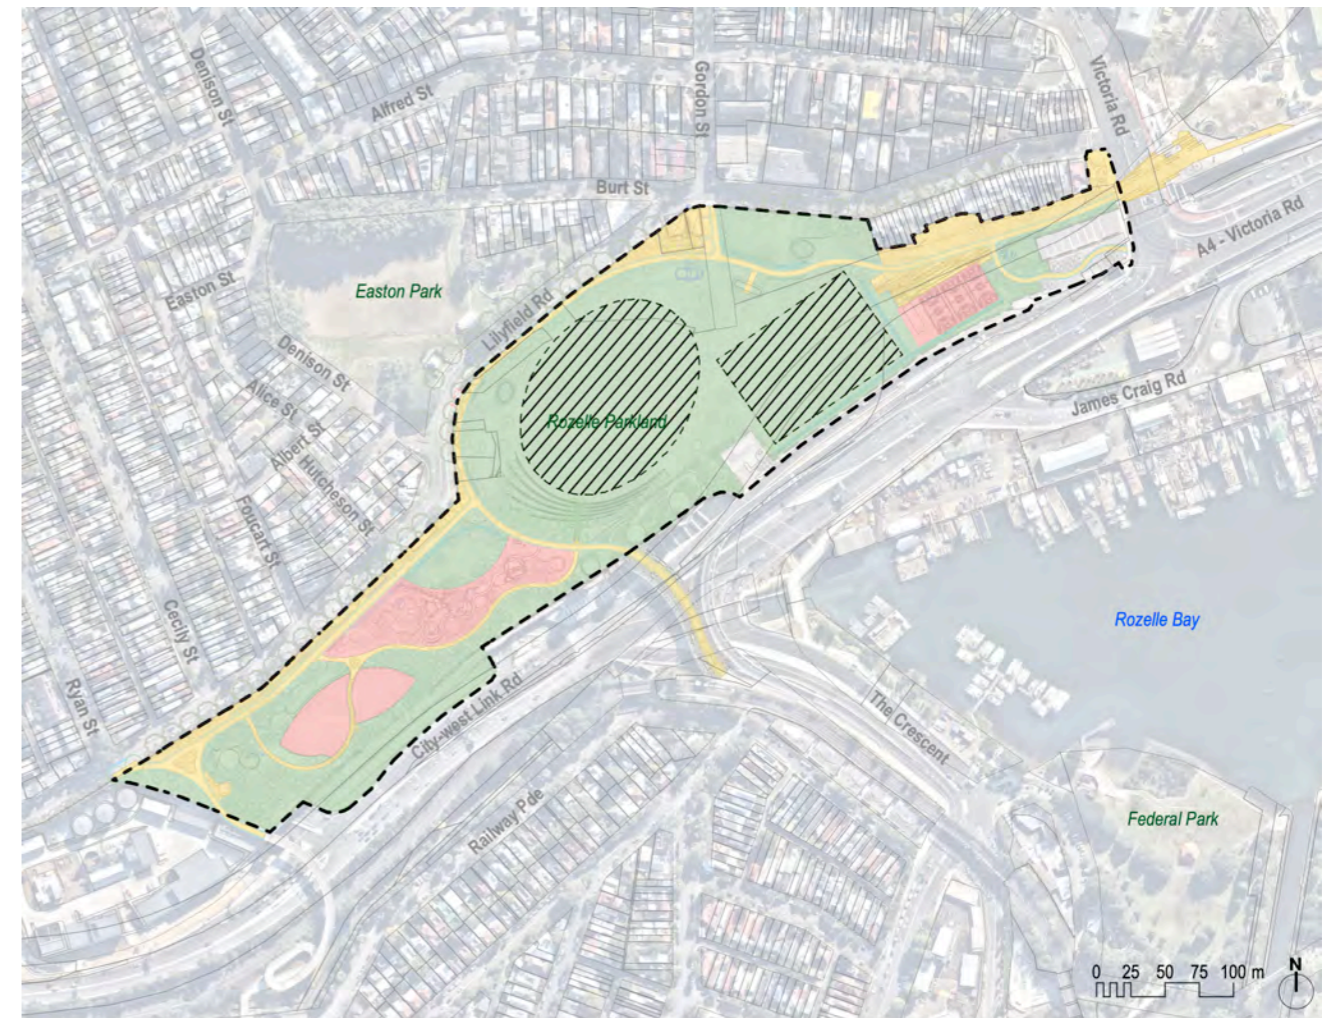 Denison St
Alfred St
Gordon St
Victoria Rd
Burt St
A4 - Victoria Rd
Easton St
Easton Park
Lilyfield Rd
Denison St
Alice St
James Craig Rd
Albert St
Rozelle Parkland
Hutcheson St
Foucart St
Cecily St
Rozelle Bay
Ryan St
City-west Link Rd
The Crescent
Railway Pde
Federal Park
0 25 50 75 100 m
N